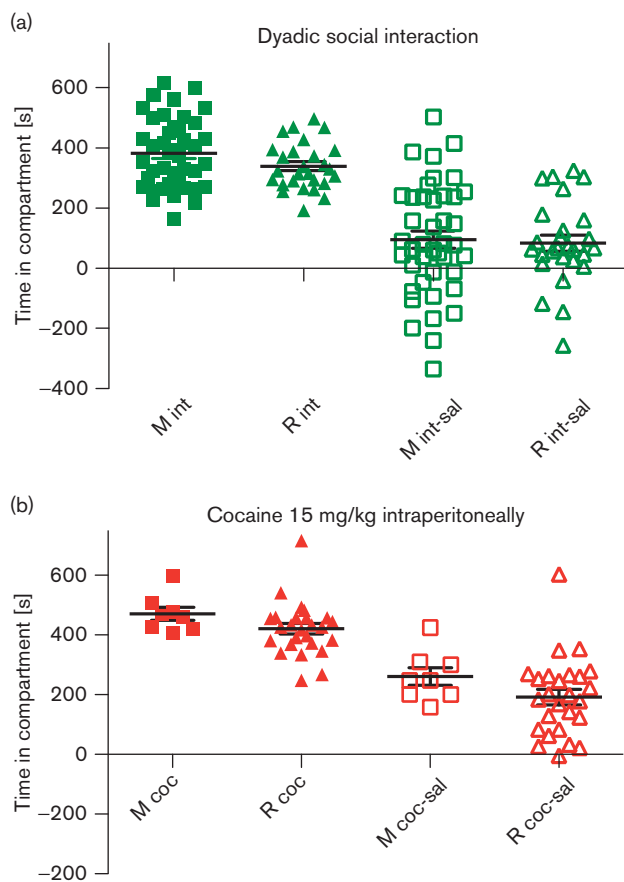 (a)
Dyadic social interaction
Time in compartment [s]
600
400
200
0
−200
−400
M int
R int
M int-sal
R int-sal
(b)
Cocaine 15 mg/kg intraperitoneally
Time in compartment [s]
600
400
200
0
−200
−200
M coc
R coc
M coc-sal
R coc-sal